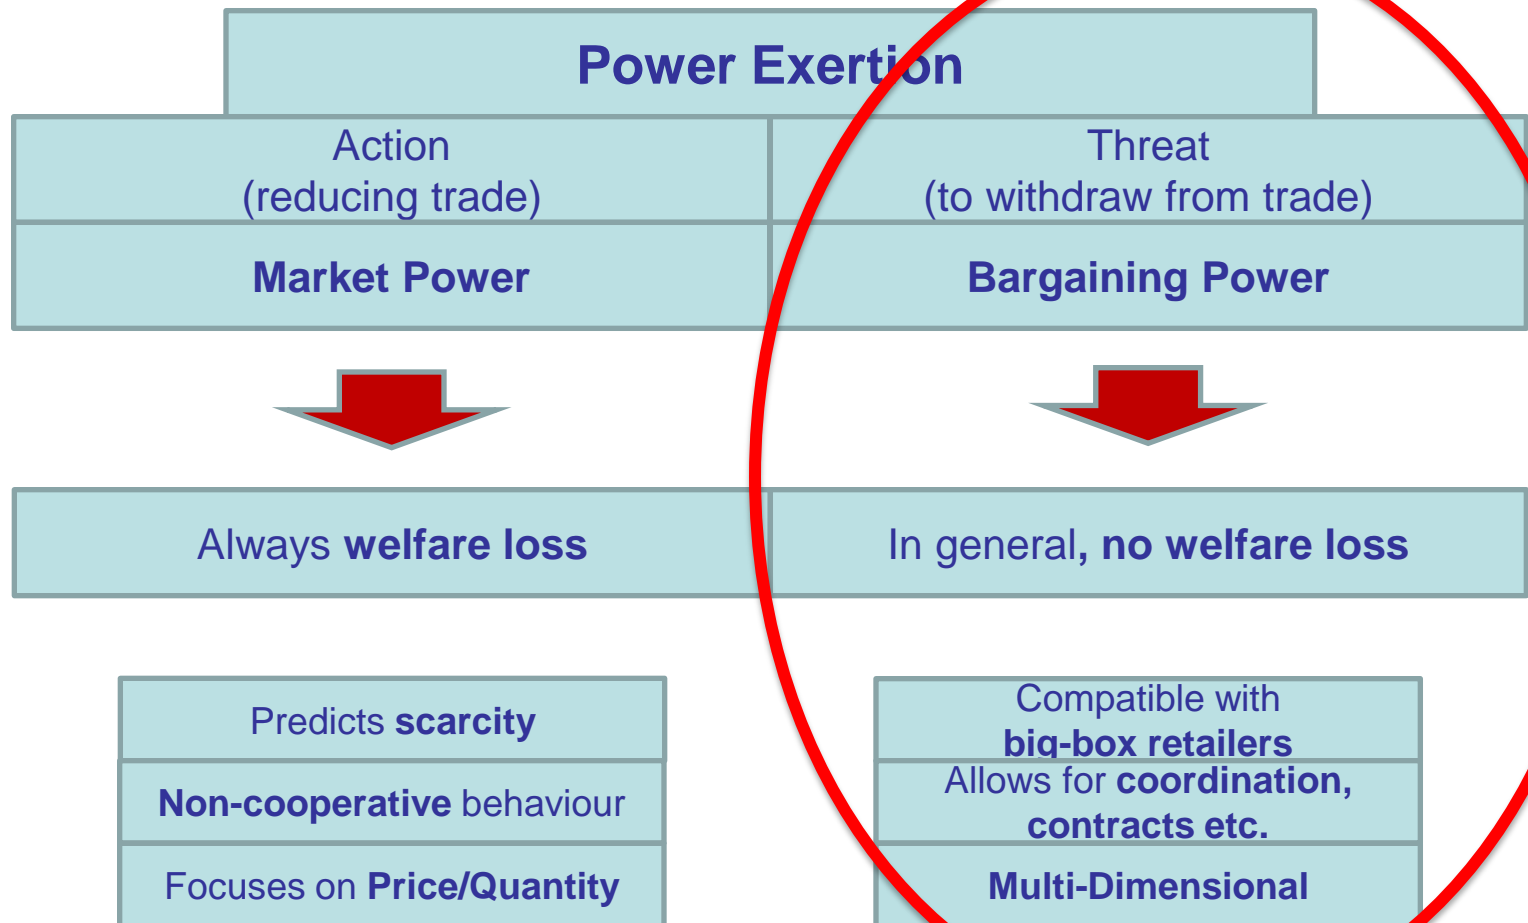 Power Exertion
Action
(reducing trade)
Threat
(to withdraw from trade)
Market Power
Bargaining Power
Always welfare loss
In general, no welfare loss
Predicts scarcity
Non-cooperative behaviour
Focuses on Price/Quantity
Compatible with
big-box retailers
Allows for coordination,
contracts etc.
Multi-Dimensional